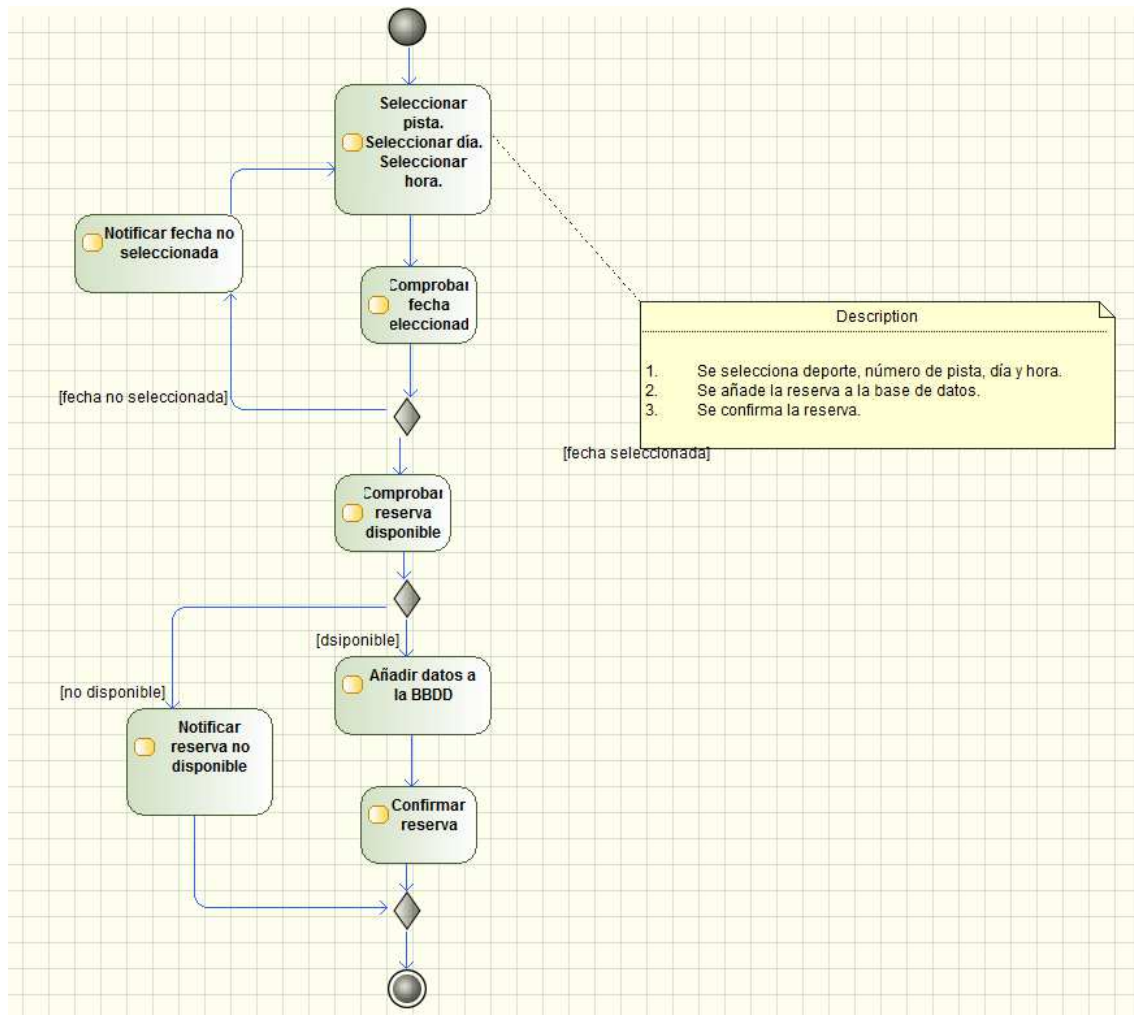 Seleccionar
pista.
Seleccionar día.
Seleccionar
hora.
Notificar fecha no
seleccionada
Comprobar
fecha
eleccionad
Description
1. Se selecciona deporte, número de pista, día y hora.
2. Se añade la reserva a la base de datos.
3. Se confirma la reserva.
[fecha no seleccionada]
[fecha seleccionada]
Comprobar
reserva
disponible
[dsiponible]
[no disponible]
Añadir datos a
la BBDD
Notificar
reserva no
disponible
Confirmar
reserva